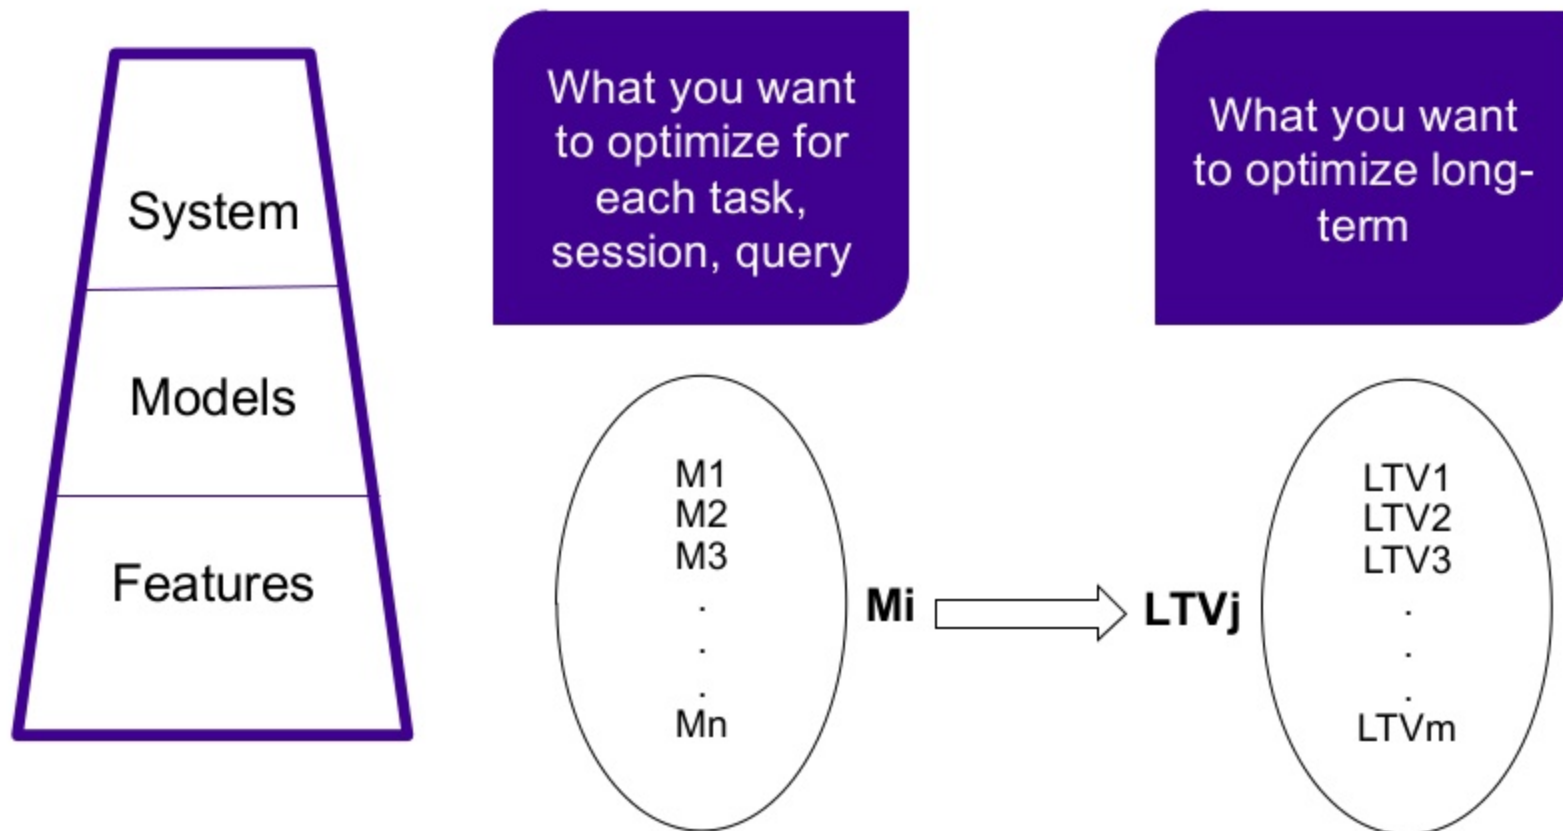 System
Models
Features
What you want
to optimize for
each task,
session, query
What you want
to optimize long-
term
M1
M2
M3
.
.
.
Mn
Mi
LTVj
LTV1
LTV2
LTV3
.
.
.
LTVm